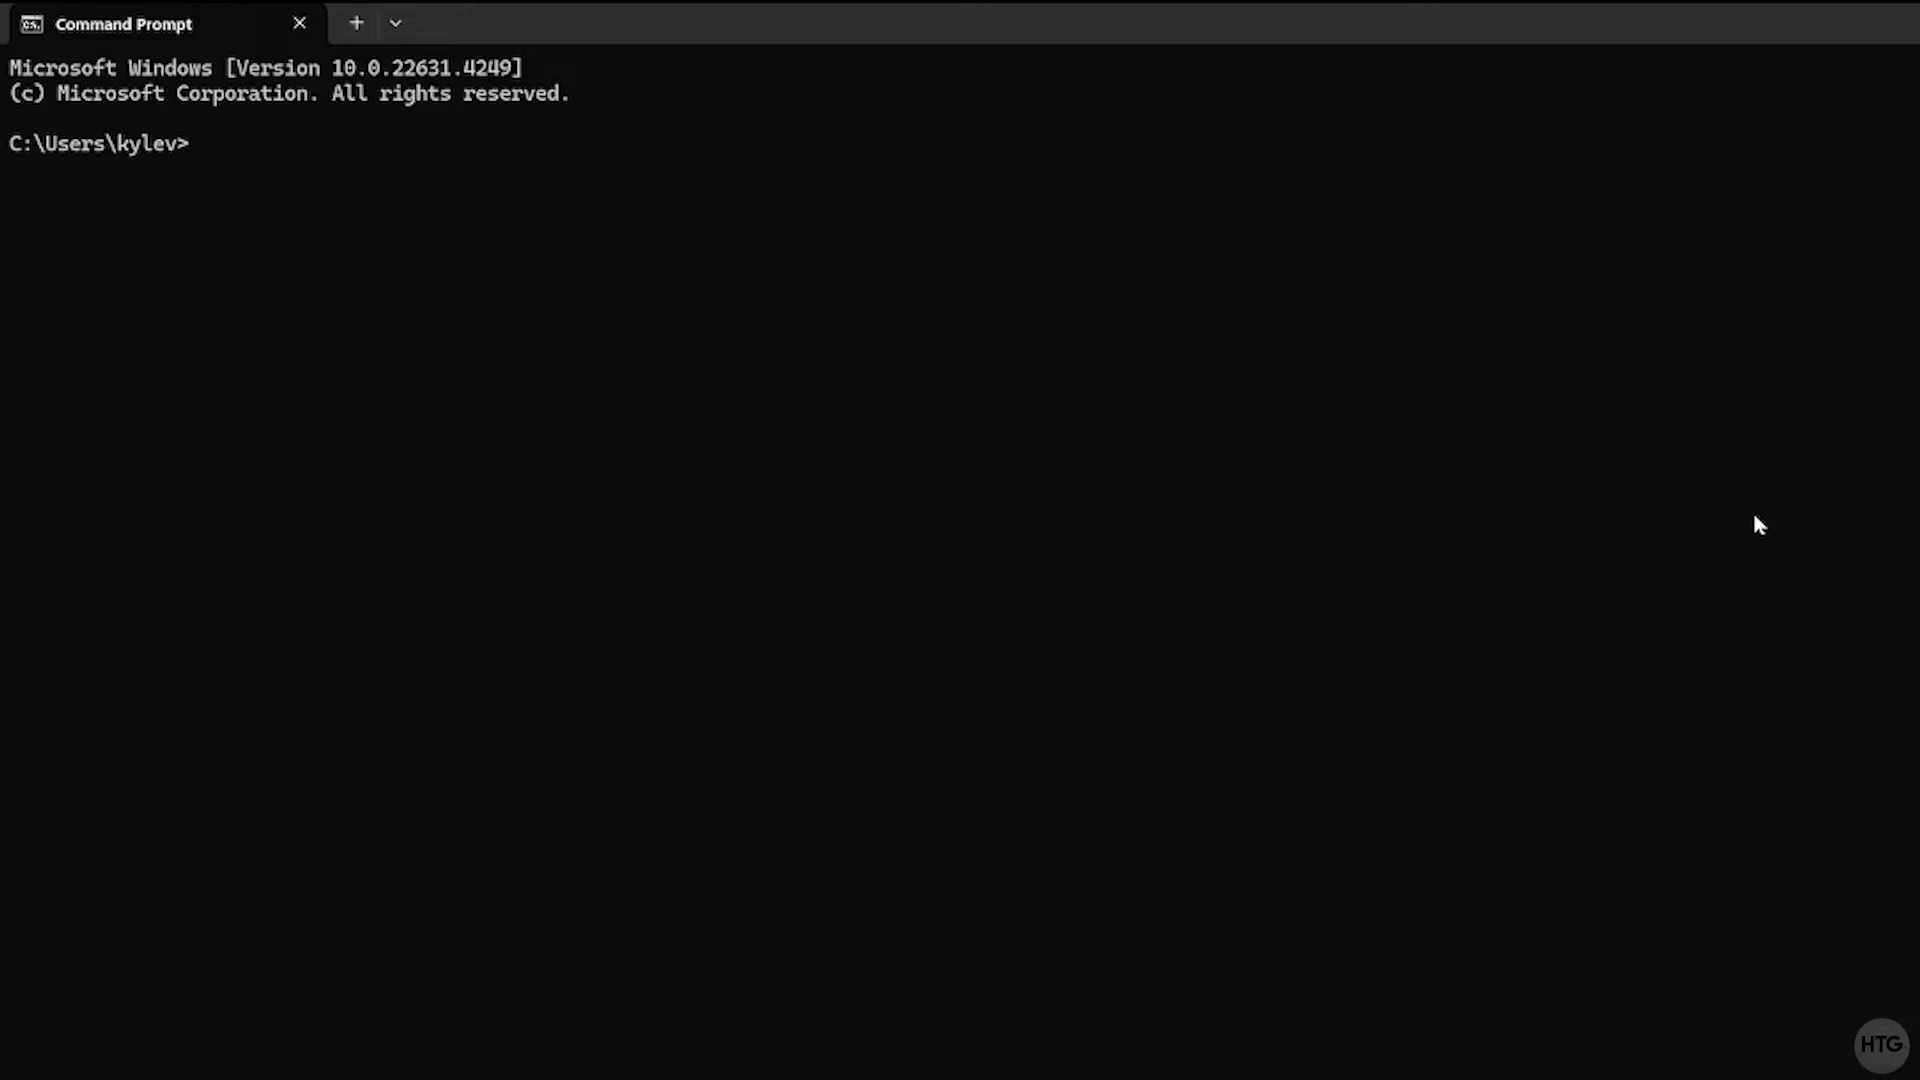 Command Prompt
Microsoft Windows [Version 10.0.22631.4249]
(c) Microsoft Corporation. All rights reserved.
C:\Users\kylev>
HTG